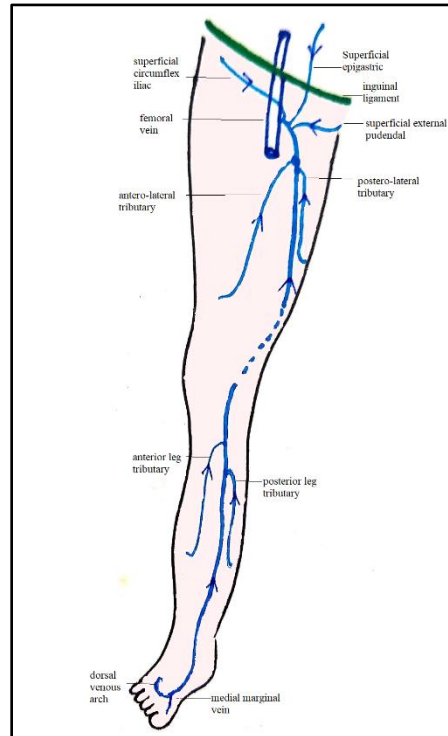 superficial
circumflex
iliac
Superficial
epigastric
inguinal
ligament
femoral
vein
superficial external
pudendal
antero-lateral
tributary
postero-lateral
tributary
anterior leg
tributary
posterior leg
tributary
dorsal
venous
arch
medial marginal
vein